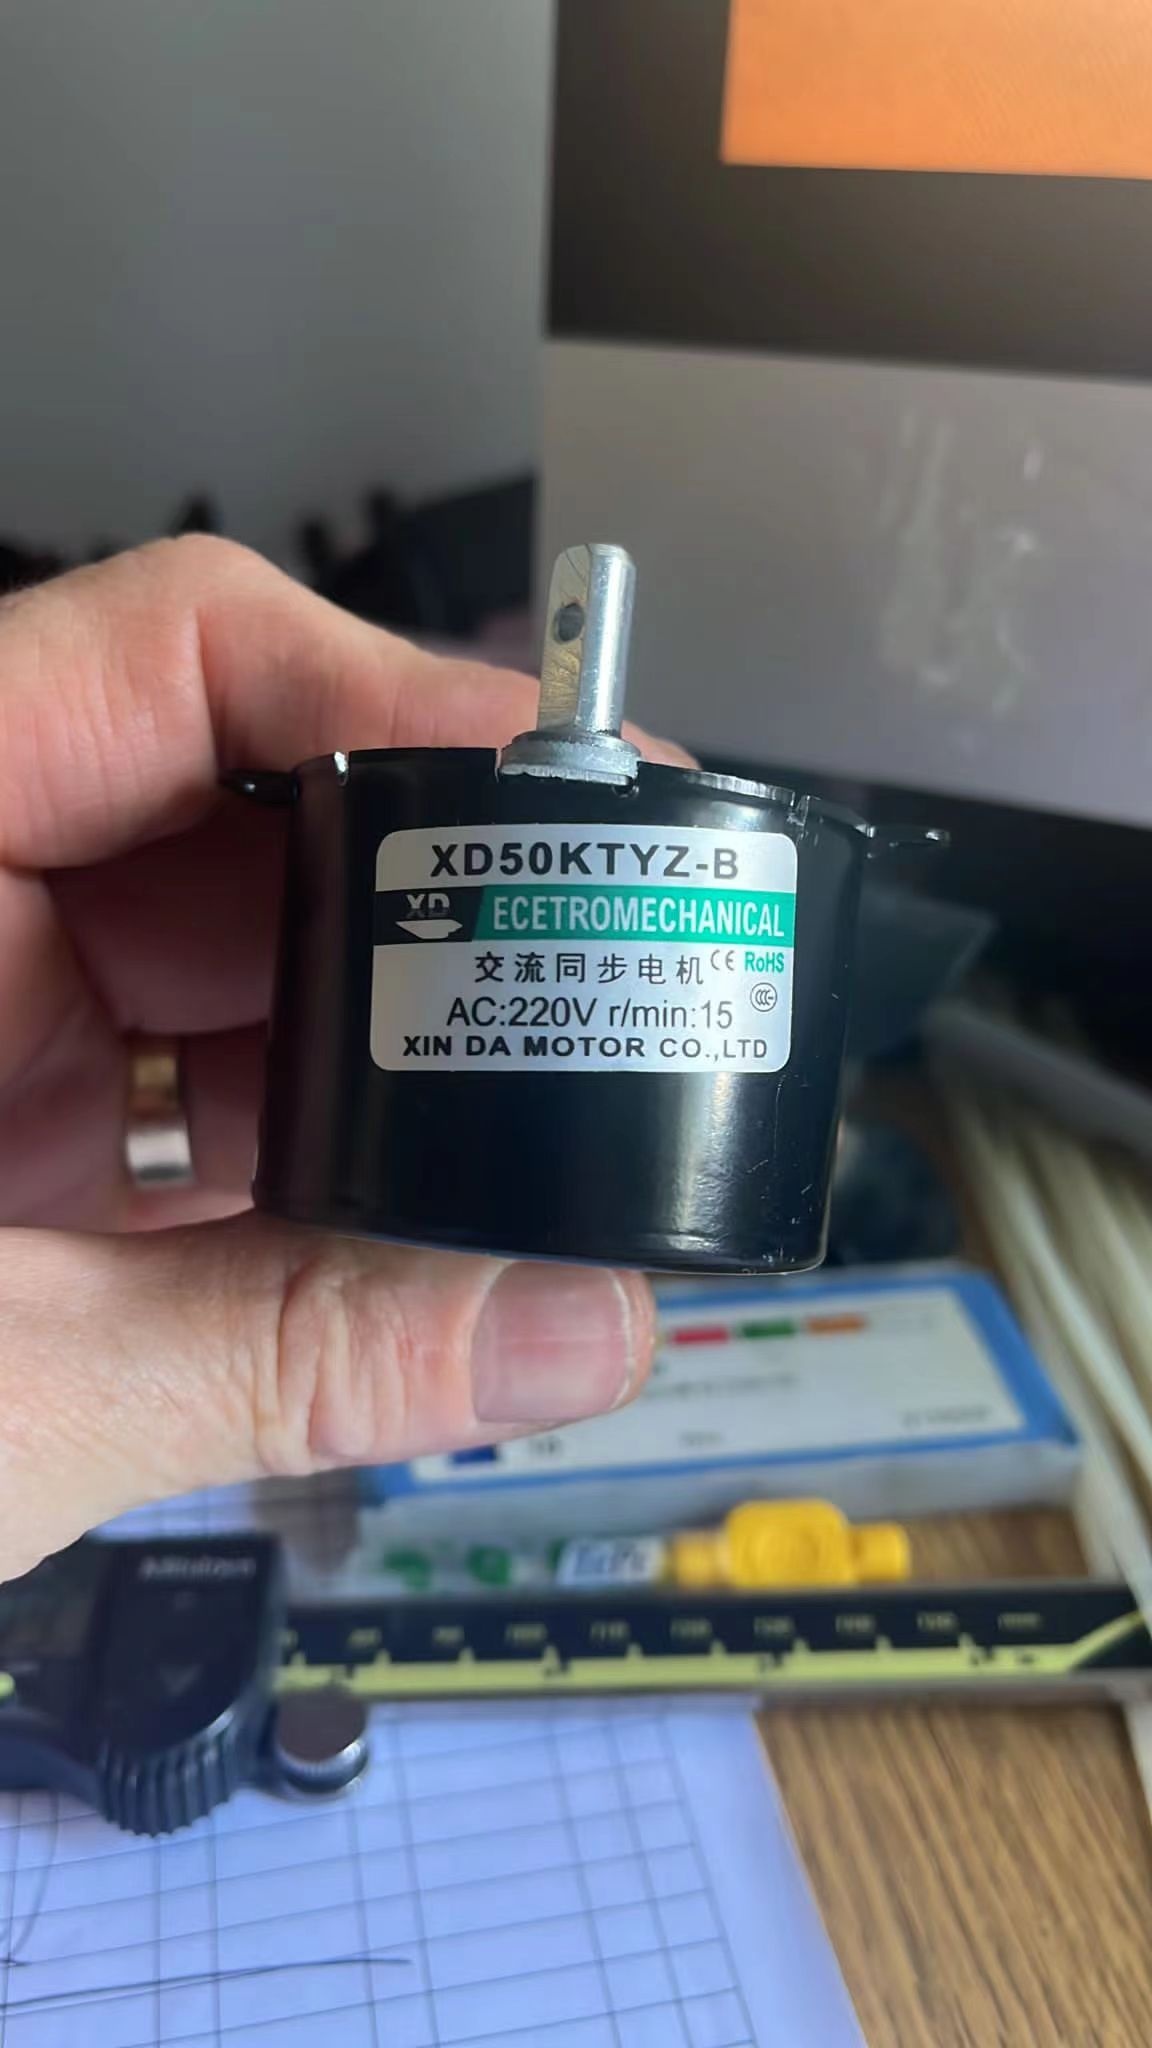 XD50KTYZ-B
XD ECETROMECHANICAL
交流同步电机 CE RoHS
AC:220V r/min:15 CCC
XIN DA MOTOR CO.,LTD